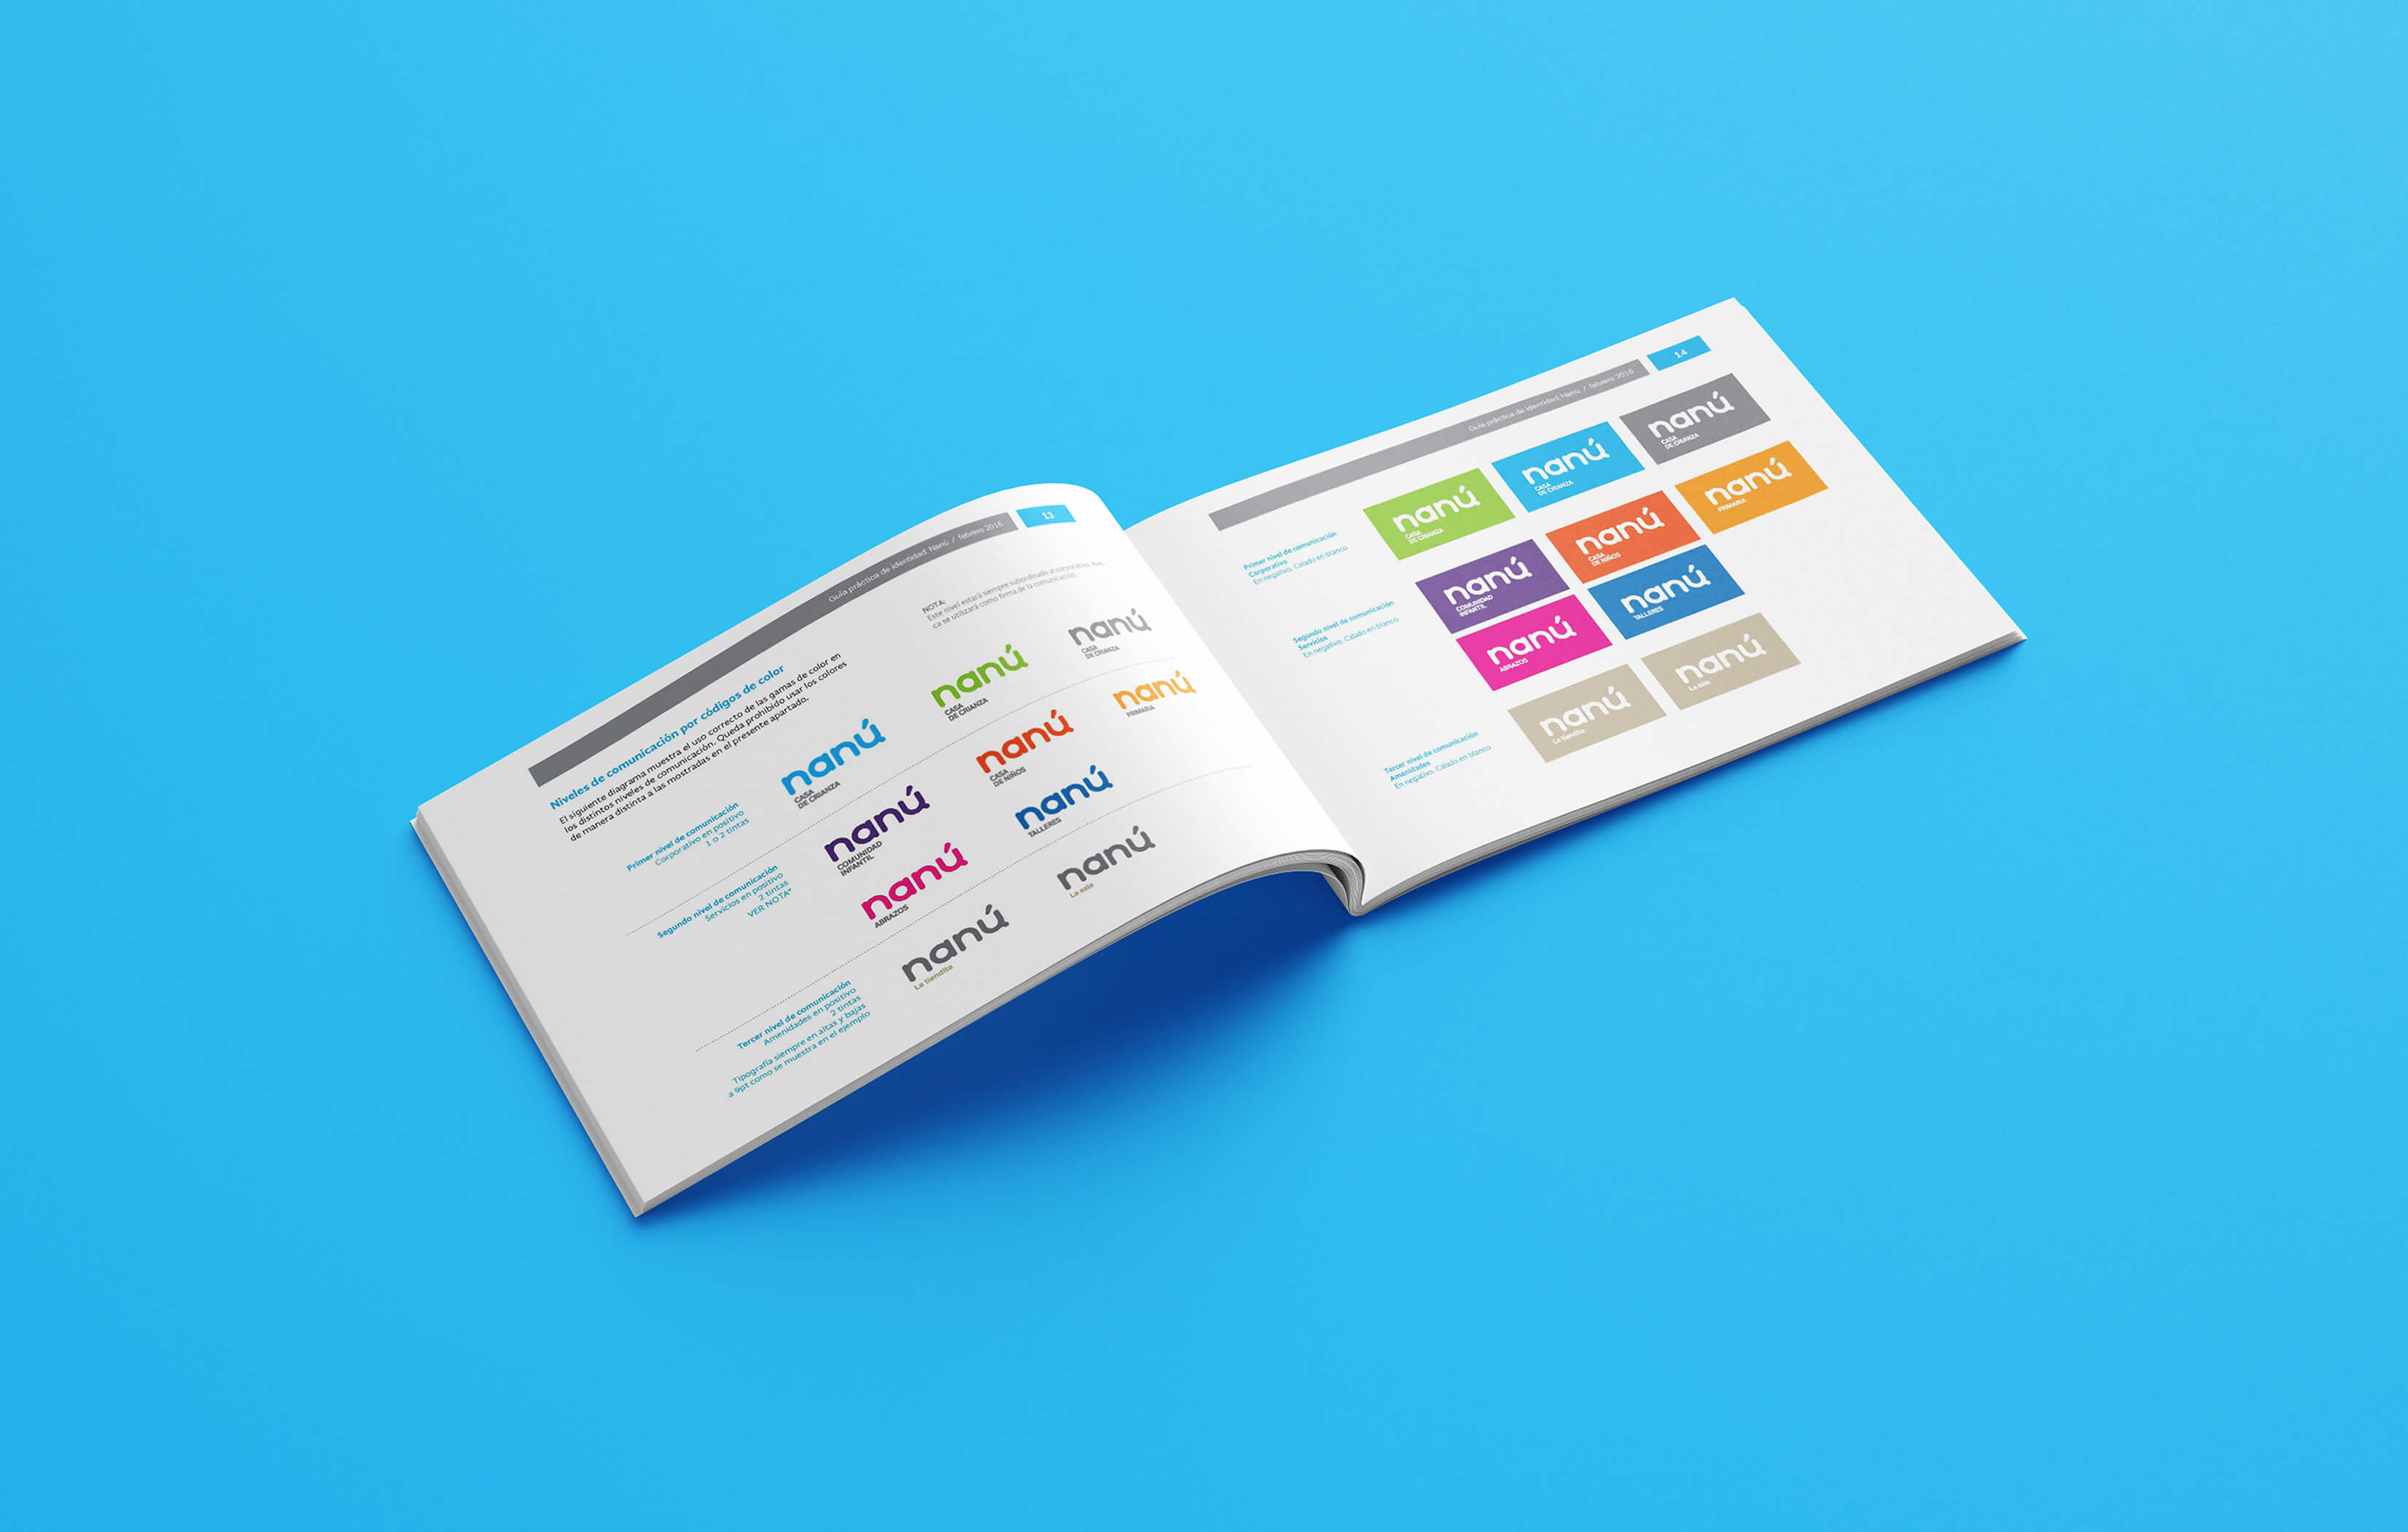 Guía práctica de identidad: Nanú / febrero 2016
13
Niveles de comunicación por códigos de color
El siguiente diagrama muestra el uso correcto de las gamas de color en
los distintos niveles de comunicación. Queda prohibido usar los colores
de manera distinta a las mostradas en el presente apartado.
NOTA:
Este nivel estará siempre subordinado al corporativo, nun-
ca se utilizará como firma de la comunicación.
Primer nivel de comunicación
Corporativo en positivo
1 o 2 tintas
nanú
CASA
DE CRIANZA
nanú
CASA
DE CRIANZA
nanú
CASA
DE CRIANZA
Segundo nivel de comunicación
Servicios en positivo
2 tintas
VER NOTA*
nanú
COMUNIDAD
INFANTIL
nanú
CASA
DE NIÑOS
nanú
PRIMARIA
nanú
ABRAZOS
nanú
TALLERES
Tercer nivel de comunicación
Amenidades en positivo
2 tintas
Tipografía siempre en altas y bajas
a 9pt como se muestra en el ejemplo
nanú
La tiendita
nanú
La sala
Guía práctica de identidad: Nanú / febrero 2016
14
Primer nivel de comunicación
Corporativo
En negativo. Calado en blanco
nanú
CASA
DE CRIANZA
nanú
CASA
DE CRIANZA
nanú
CASA
DE CRIANZA
Segundo nivel de comunicación
Servicios
En negativo. Calado en blanco
nanú
COMUNIDAD
INFANTIL
nanú
CASA
DE NIÑOS
nanú
PRIMARIA
nanú
ABRAZOS
nanú
TALLERES
Tercer nivel de comunicación
Amenidades
En negativo. Calado en blanco
nanú
La tiendita
nanú
La sala